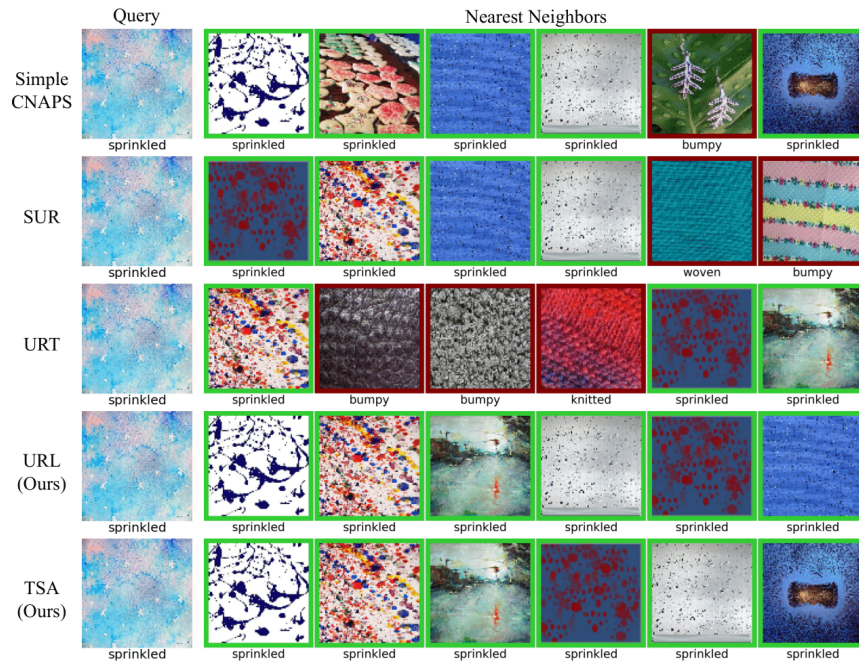 Query Nearest Neighbors
Simple
CNAPS
sprinkled sprinkled sprinkled sprinkled sprinkled bumpy sprinkled
SUR
sprinkled sprinkled sprinkled sprinkled sprinkled woven bumpy
URT
sprinkled sprinkled bumpy bumpy knitted sprinkled sprinkled
URL
(Ours)
sprinkled sprinkled sprinkled sprinkled sprinkled sprinkled sprinkled
TSA
(Ours)
sprinkled sprinkled sprinkled sprinkled sprinkled sprinkled sprinkled